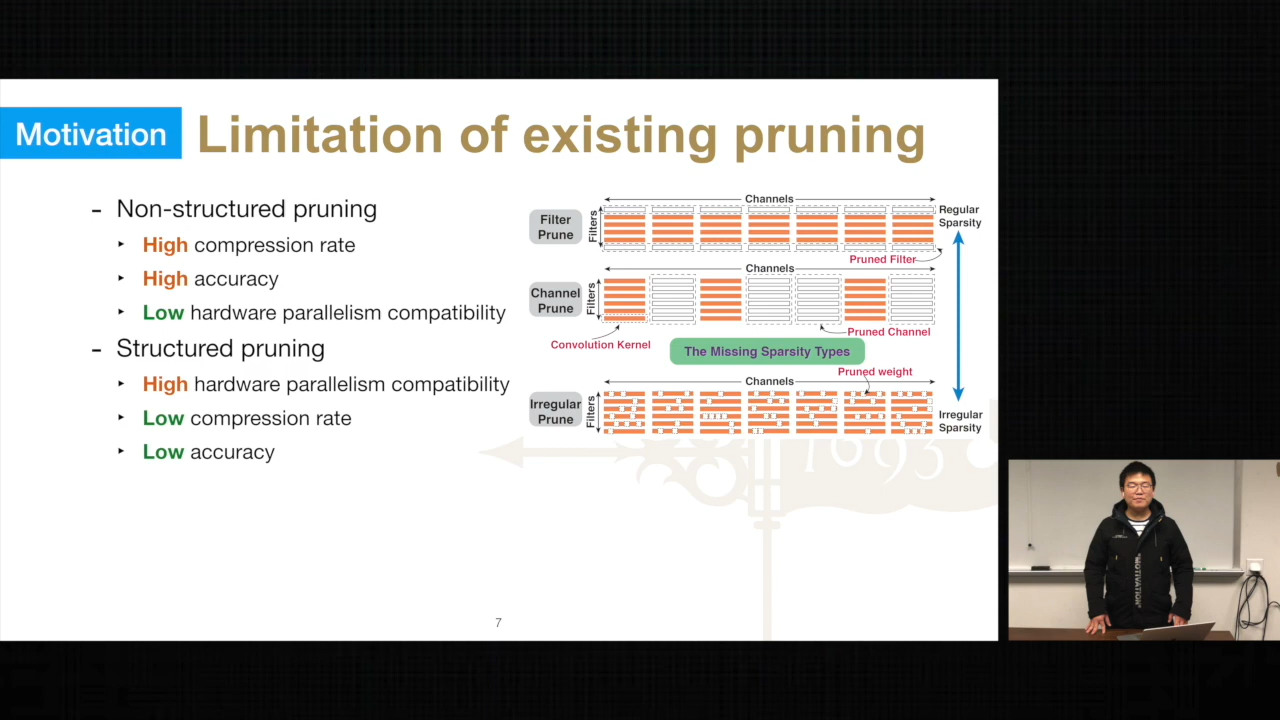 Motivation
Limitation of existing pruning
- Non-structured pruning
‣ High compression rate
‣ High accuracy
‣ Low hardware parallelism compatibility
- Structured pruning
‣ High hardware parallelism compatibility
‣ Low compression rate
‣ Low accuracy
Channels
Filter
Prune
Filters
Regular
Sparsity
Pruned Filter
Channels
Channel
Prune
Filters
Pruned Channel
Convolution Kernel
The Missing Sparsity Types
Pruned weight
Channels
Irregular
Prune
Filters
Irregular
Sparsity
1693
7
"MOTIVATION"